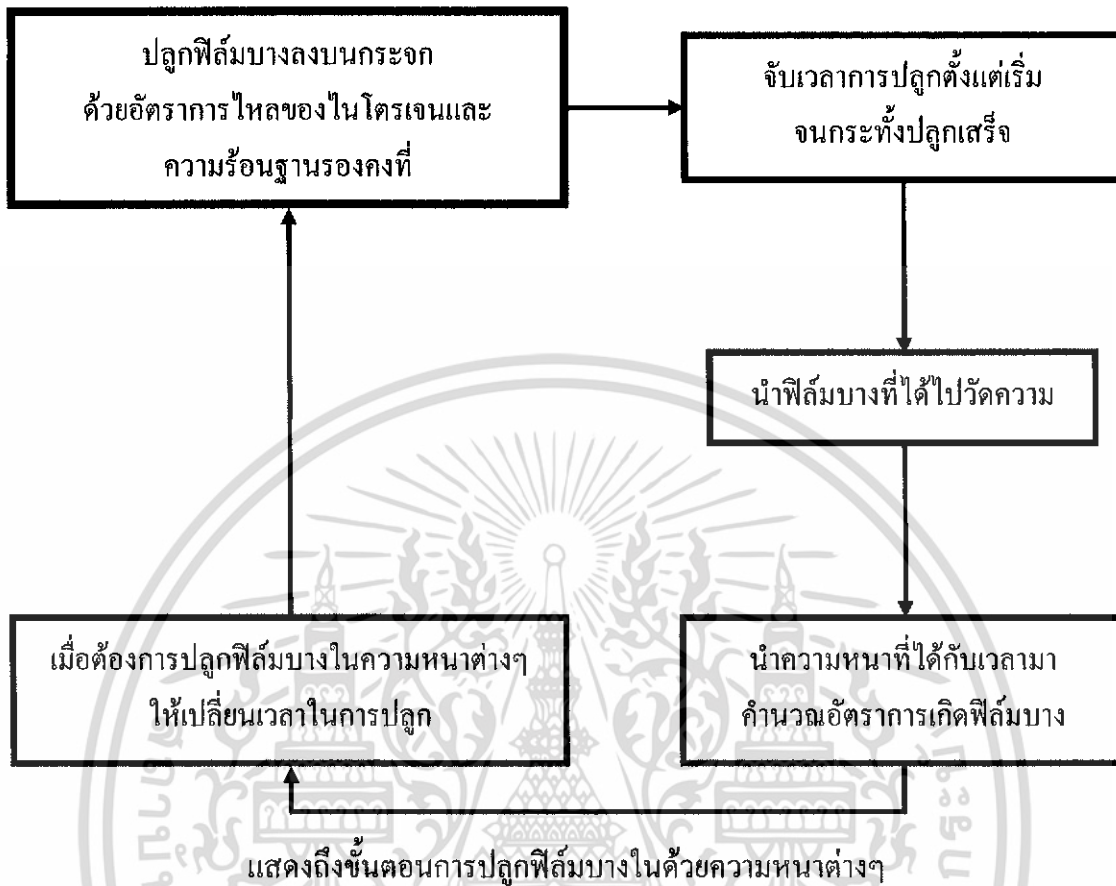 ปลูกฟิล์มบางลงบนกระจก
ด้วยอัตราการไหลของไนโตรเจนและ
ความร้อนฐานรองคงที่
จับเวลาการปลูกตั้งแต่เริ่ม
จนกระทั้งปลูกเสร็จ
นำฟิล์มบางที่ได้ไปวัดความ
นำความหนาที่ได้กับเวลามา
คำนวณอัตราการเกิดฟิล์มบาง
เมื่อต้องการปลูกฟิล์มบางในความหนาต่างๆ
ให้เปลี่ยนเวลาในการปลูก
แสดงถึงขั้นตอนการปลูกฟิล์มบางในด้วยความหนาต่างๆ